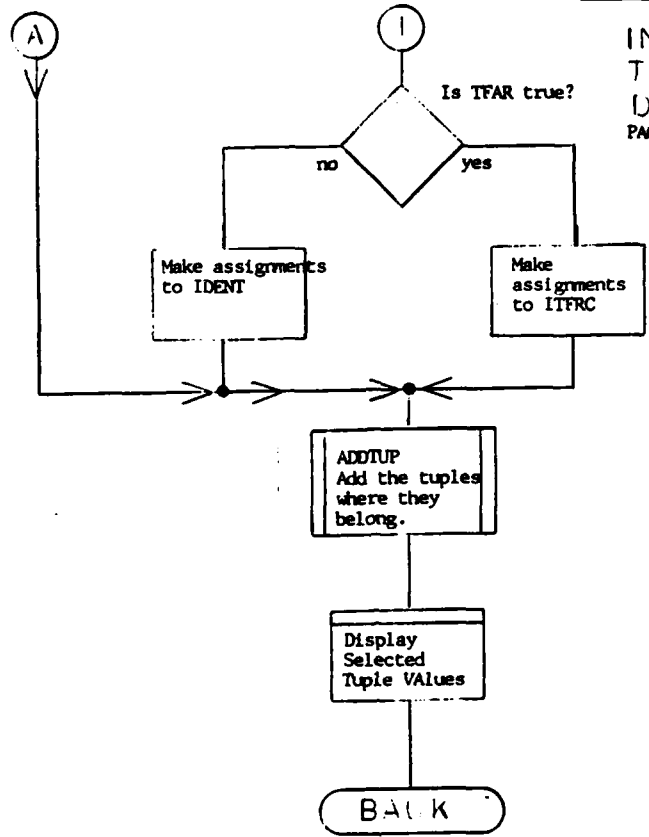 A
1
Is TFAR true?
no
yes
Make assignments
to IDENT
Make
assignments
to ITFRC
ADDTUP
Add the tuples
where they
belong.
Display
Selected
Tuple VAlues
BACK